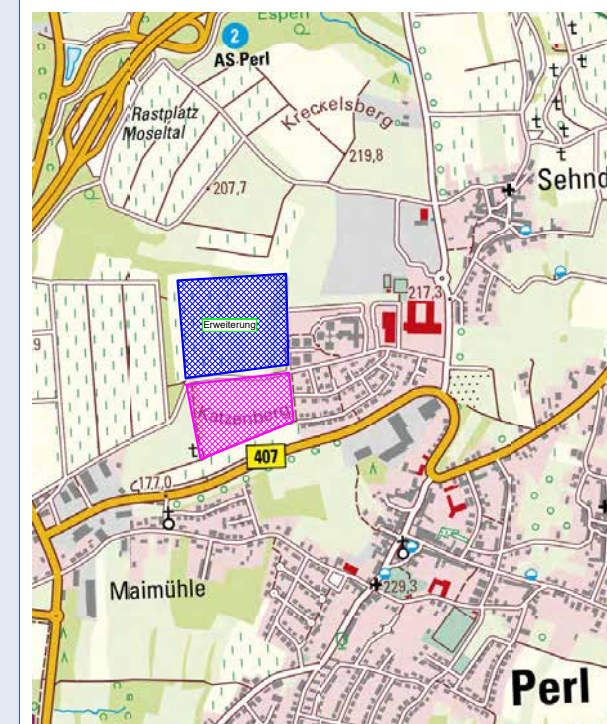 Espen
2
AS-Perl
Rastplatz
Moseltal
Kreckelsberg
219,8
207,7
Sehnd
217,3
Erweiterung
9
Katzenberg
407
177,0
Maimühle
229,3
Perl